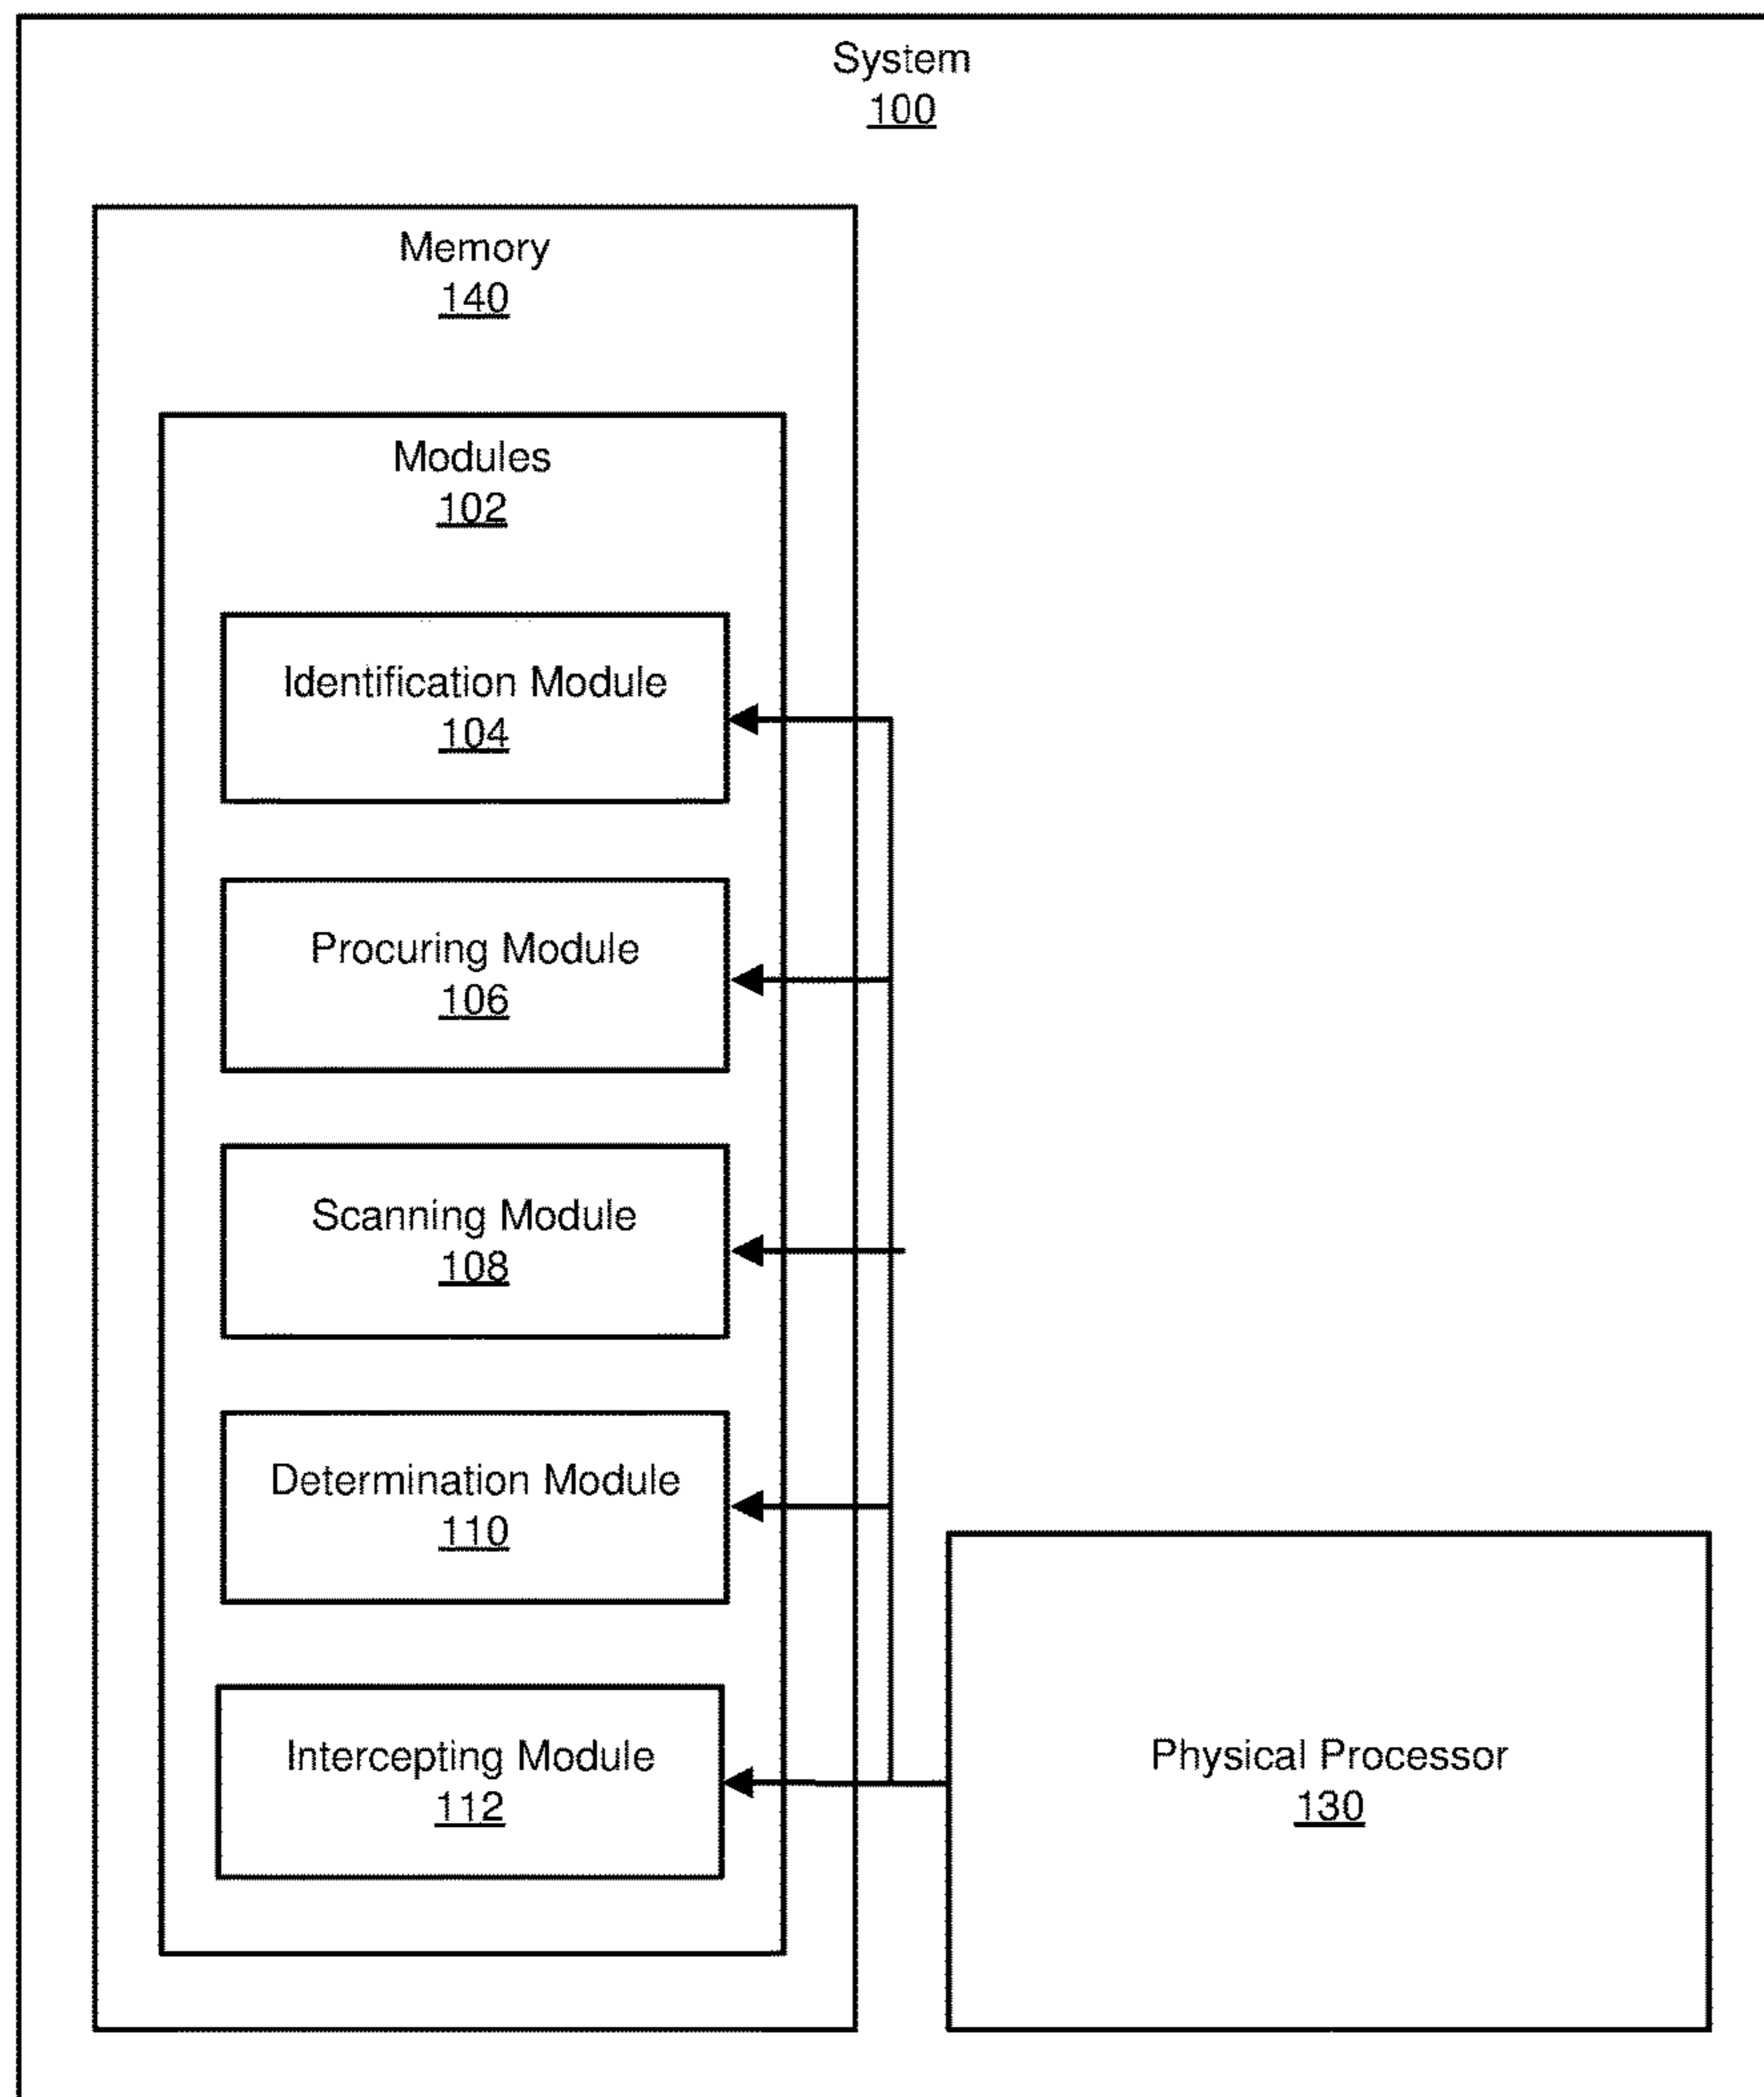 System
100
Memory
140
Modules
102
Identification Module
104
Procuring Module
106
Scanning Module
108
Determination Module
110
Intercepting Module
112
Physical Processor
130